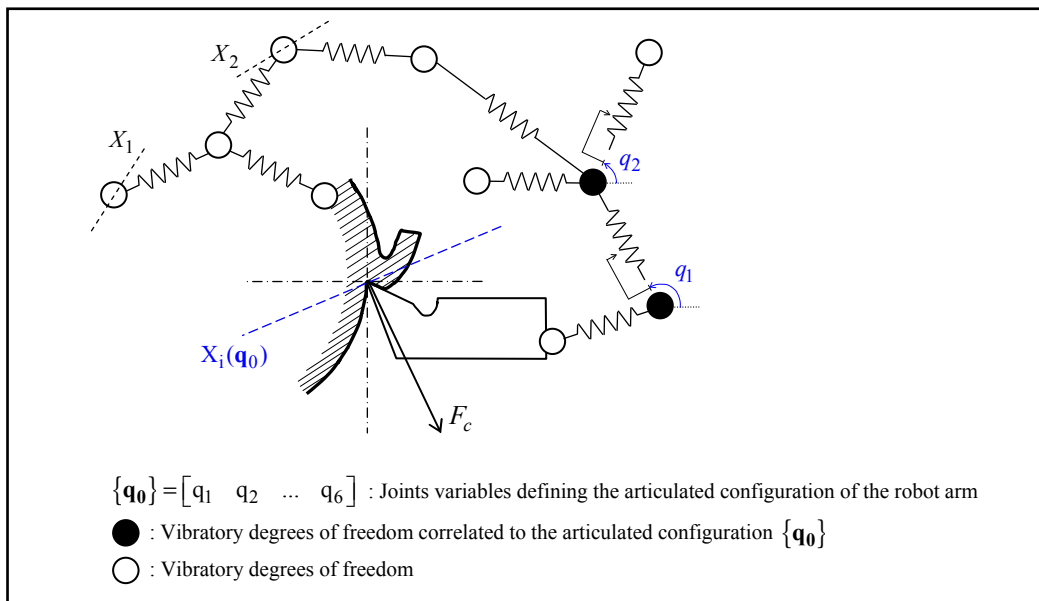 X₂
X₁
q₂
q₁
Xᵢ(q₀)
F_c
{q₀} = [q₁ q₂ ... q₆] : Joints variables defining the articulated configuration of the robot arm
: Vibratory degrees of freedom correlated to the articulated configuration {q₀}
: Vibratory degrees of freedom